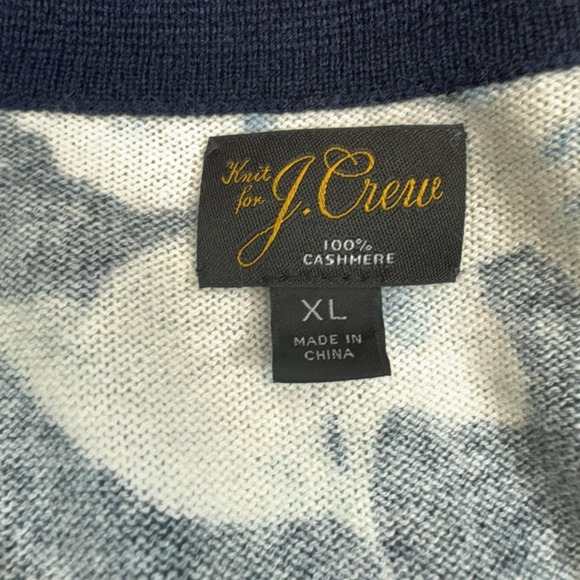 Knit
for J.Crew
100%
CASHMERE
XL
MADE IN
CHINA